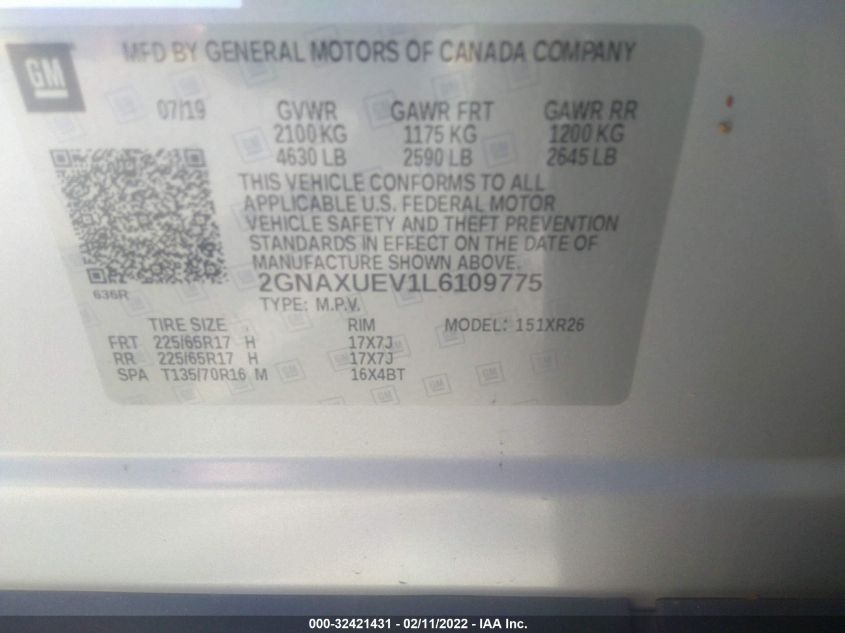 GM
MFD BY GENERAL MOTORS OF CANADA COMPANY
07/19 GVWR GAWR FRT GAWR RR
2100 KG 1175 KG 1200 KG
4630 LB 2590 LB 2645 LB
THIS VEHICLE CONFORMS TO ALL
APPLICABLE U.S. FEDERAL MOTOR
VEHICLE SAFETY AND THEFT PREVENTION
STANDARDS IN EFFECT ON THE DATE OF
MANUFACTURE SHOWN ABOVE.
2GNAXUEV1L6109775
636R
TYPE: M.P.V.
TIRE SIZE RIM MODEL: 151XR26
FRT 225/65R17 H 17X7J
RR 225/65R17 H 17X7J
SPA T135/70R16 M 16X4BT
000-32421431 - 02/11/2022 - IAA Inc.